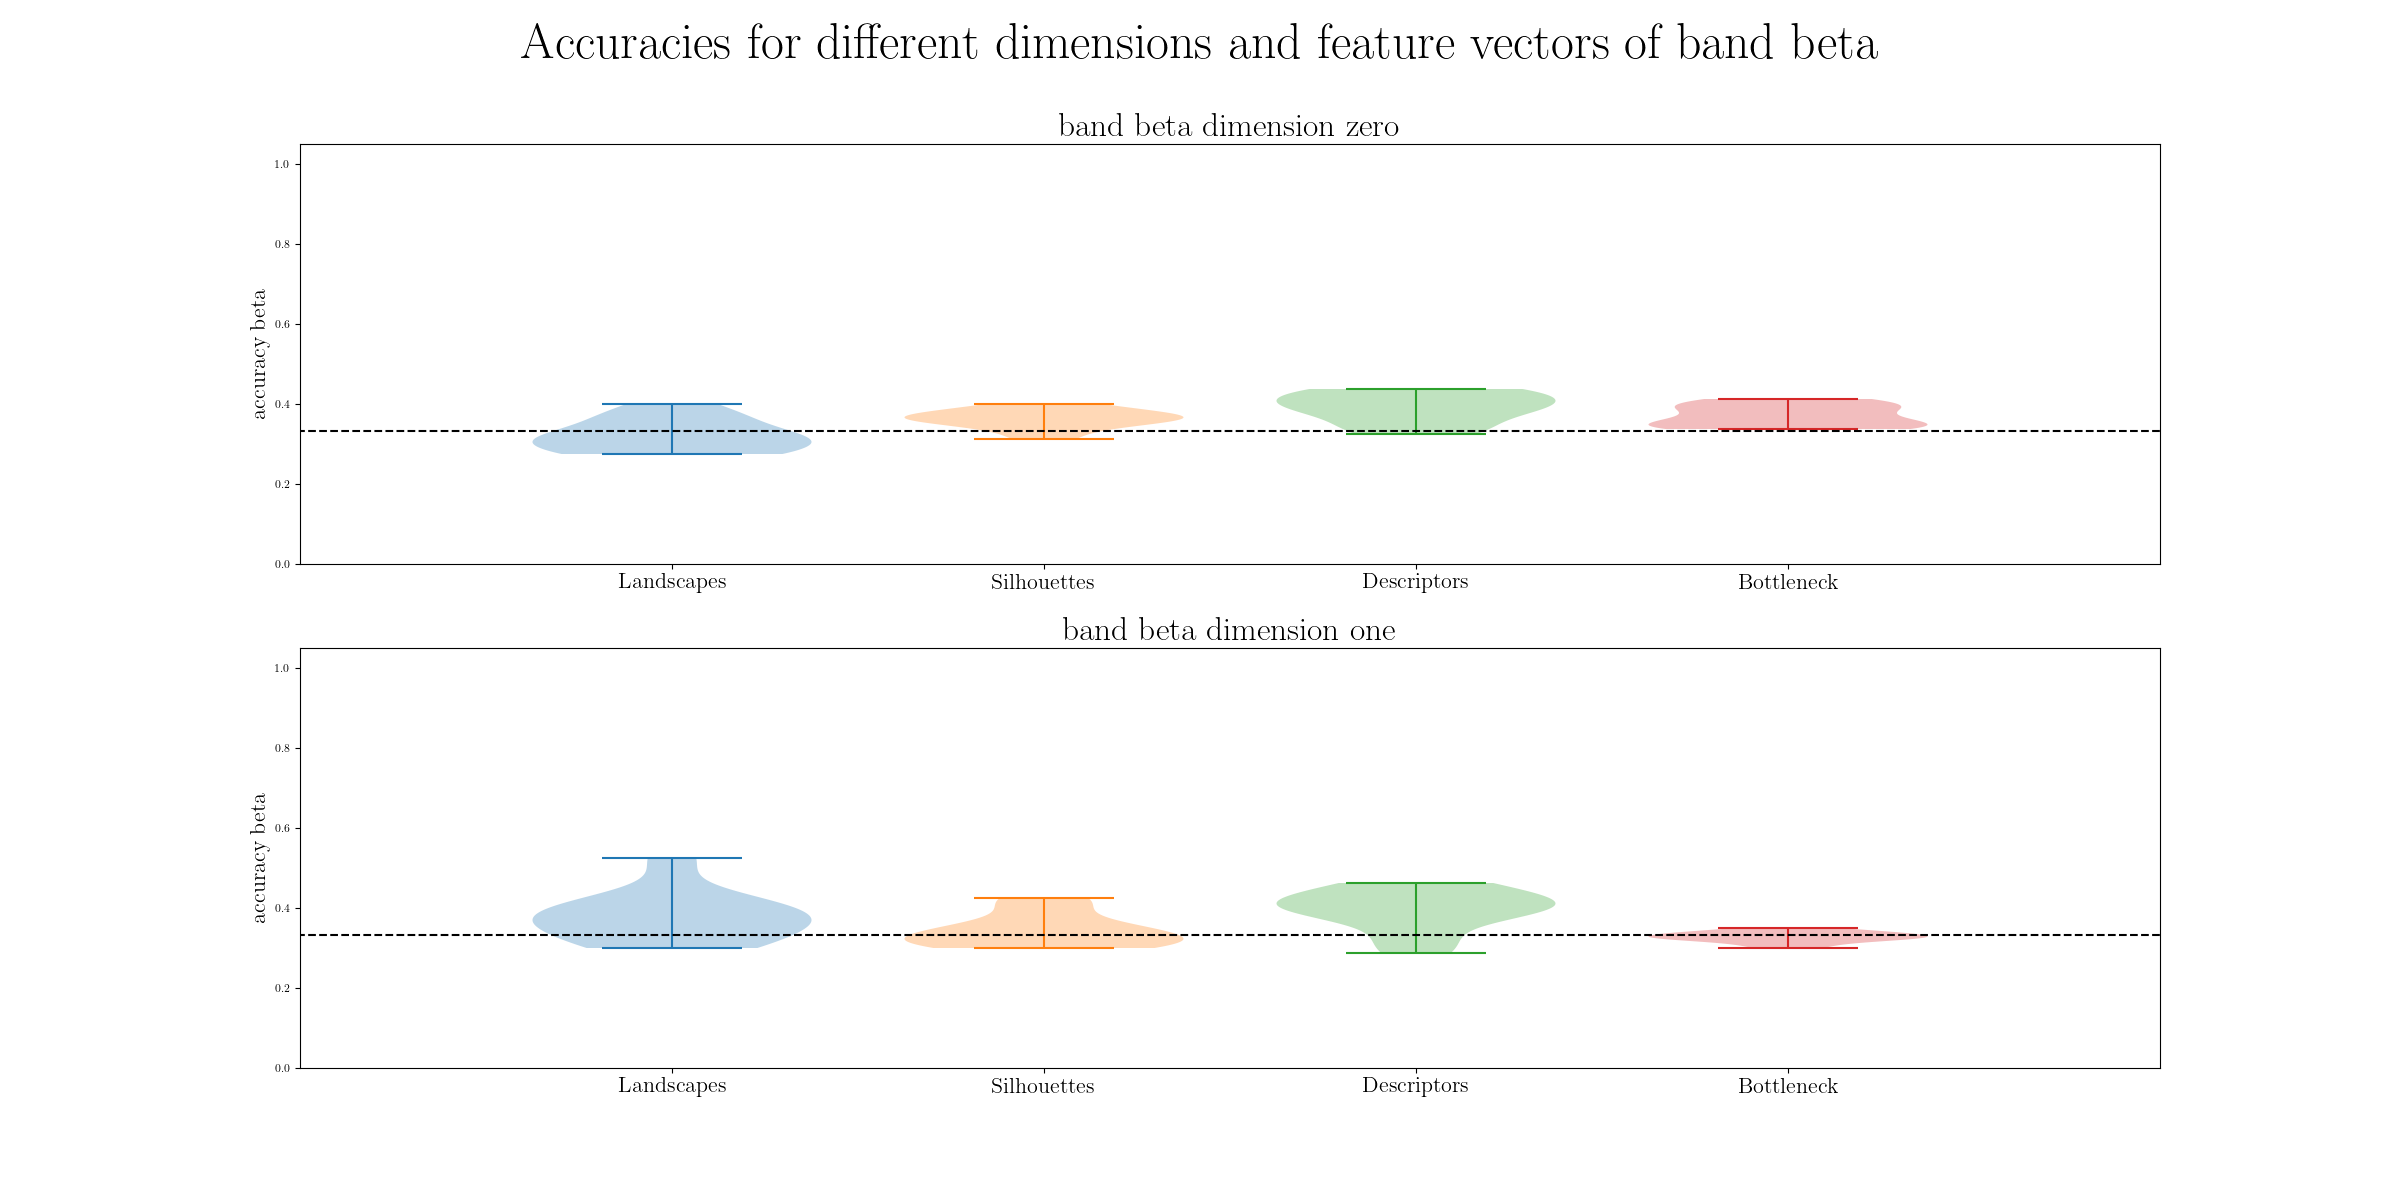 Accuracies for different dimensions and feature vectors of band beta
band beta dimension zero
1.0
0.8
0.6
0.4
0.2
0.0
accuracy beta
Landscapes Silhouettes Descriptors Bottleneck
band beta dimension one
1.0
0.8
0.6
0.4
0.2
0.0
accuracy beta
Landscapes Silhouettes Descriptors Bottleneck